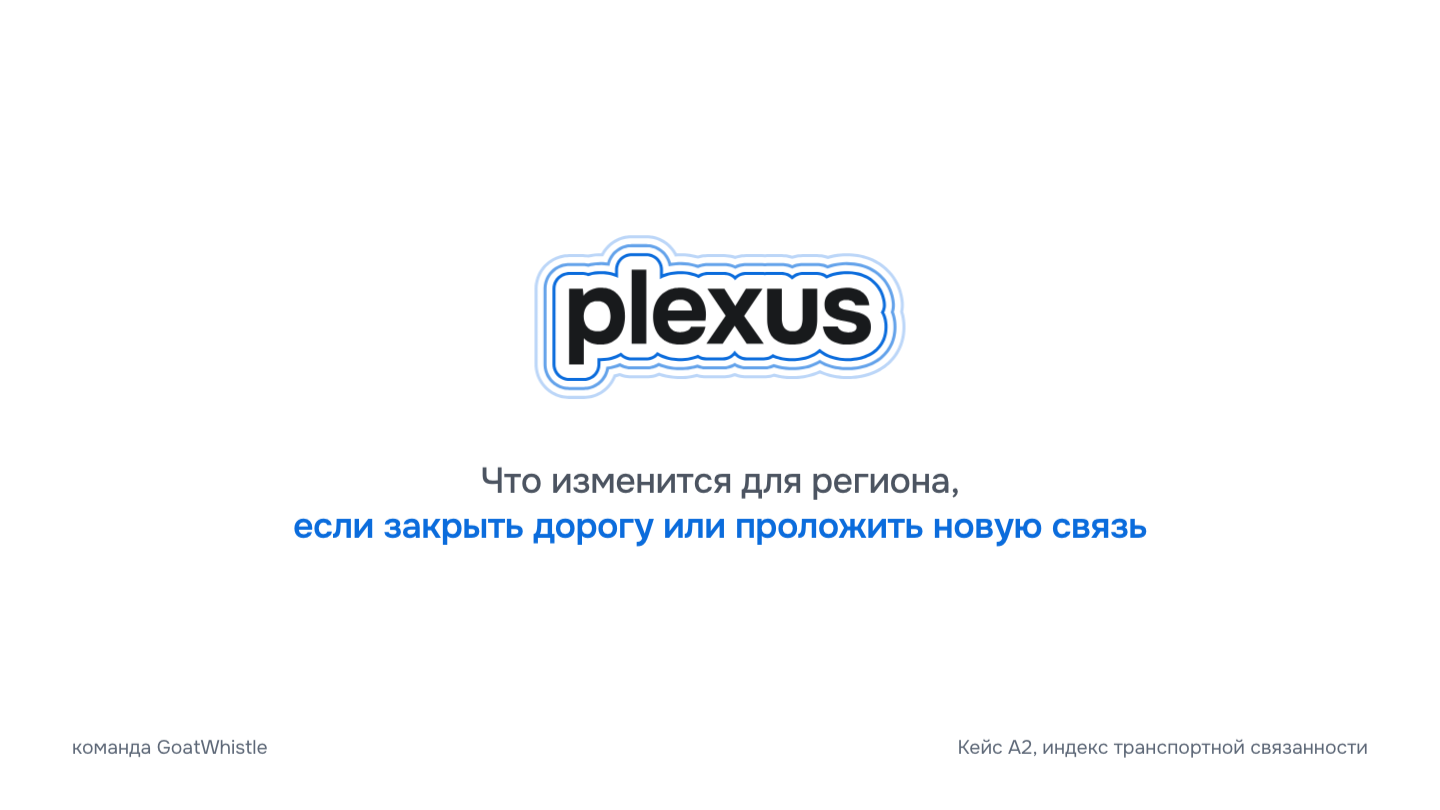 plexus
Что изменится для региона,
если закрыть дорогу или проложить новую связь
команда GoatWhistle
Кейс А2, индекс транспортной связанности